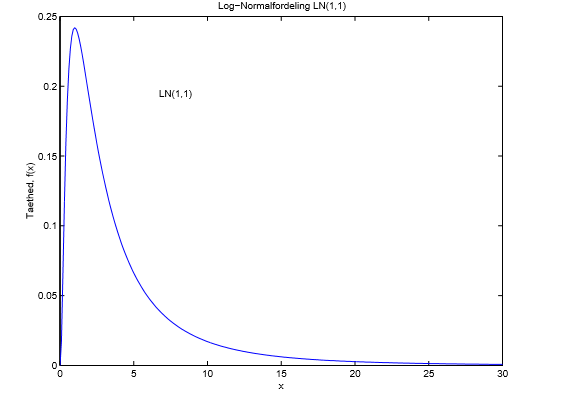 Log−Normalfordeling LN(1,1)
0.25
0.2
0.15
0.1
0.05
0
LN(1,1)
Taethed, f(x)
0 5 10 15 20 25 30
x